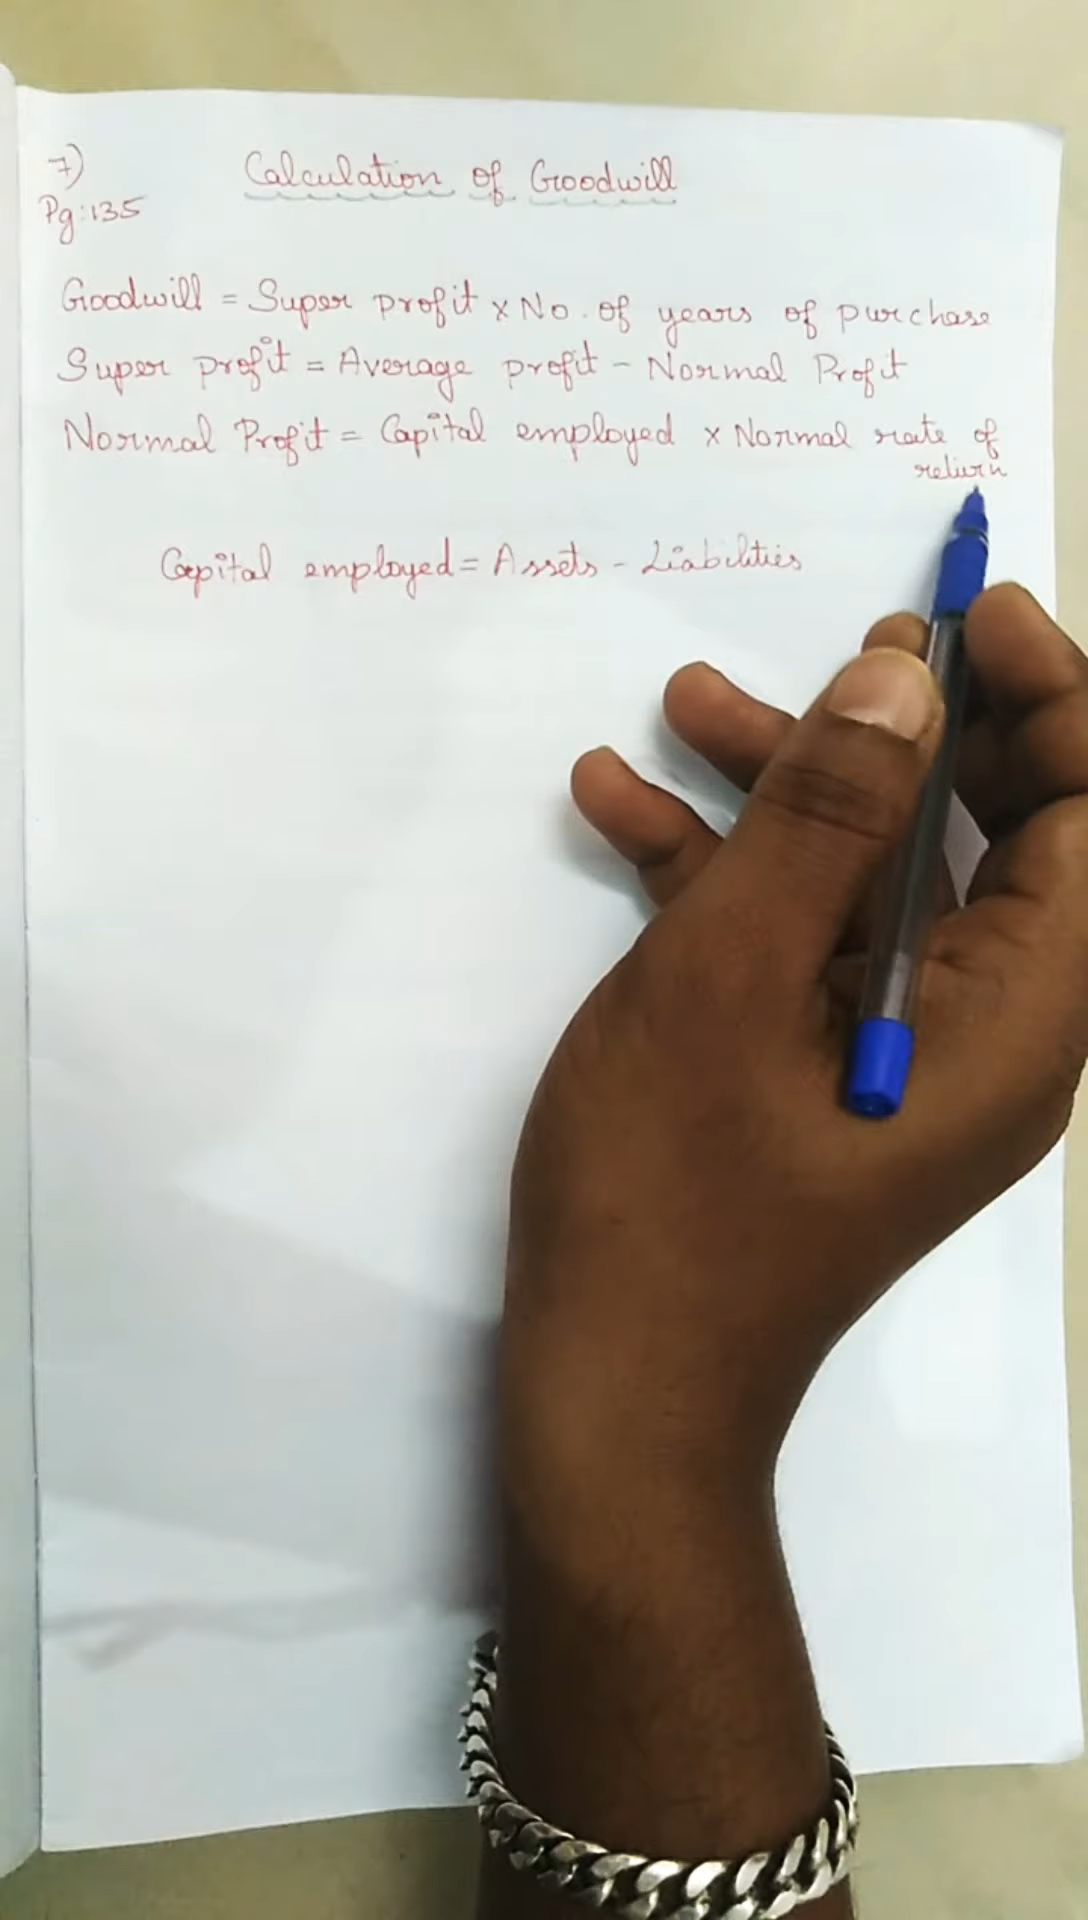 7)
Pg:135
Calculation of Goodwill
Goodwill = Super profit x No. of years of purchase
Super profit = Average profit - Normal Profit
Normal Profit = Capital employed x Normal rate of
return
Capital employed = Assets - Liabilities